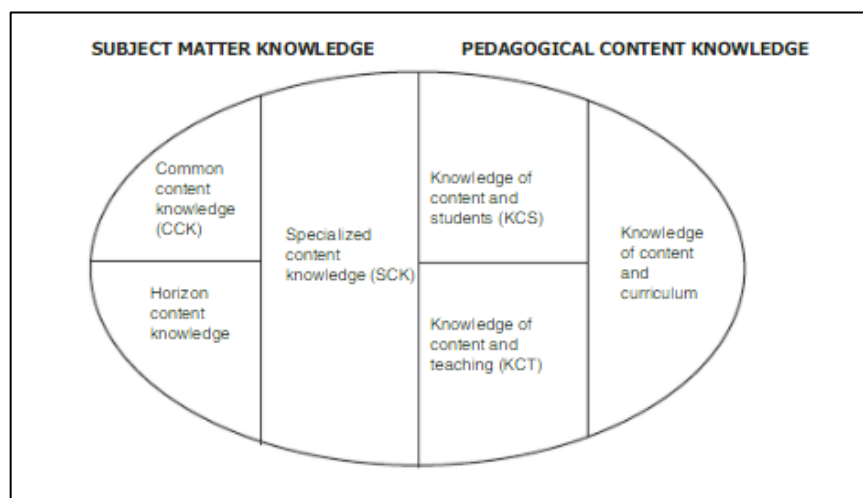 SUBJECT MATTER KNOWLEDGE
PEDAGOGICAL CONTENT KNOWLEDGE
Common
content
knowledge
(CCK)
Horizon
content
knowledge
Specialized
content
knowledge (SCK)
Knowledge of
content and
students (KCS)
Knowledge of
content and
teaching (KCT)
Knowledge
of content
and
curriculum